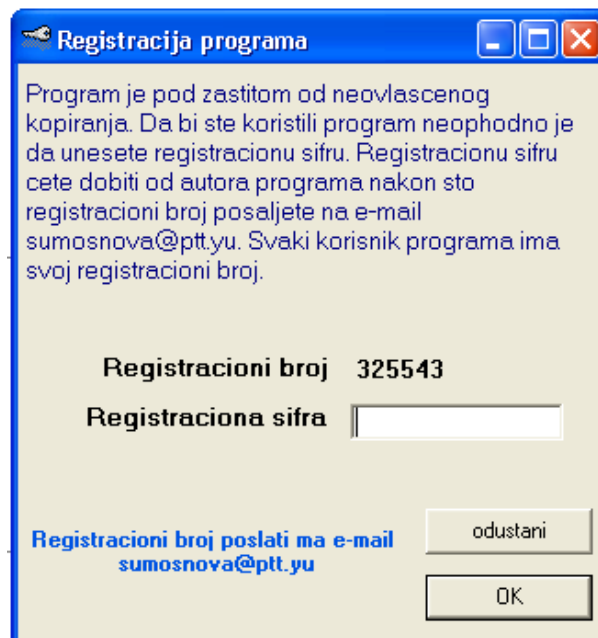 Registracija programa
Program je pod zastitom od neovlascenog
kopiranja. Da bi ste koristili program neophodno je
da unesete registracionu sifru. Registracionu sifru
cete dobiti od autora programa nakon sto
registracioni broj posaljete na e-mail
sumosnova@ptt.yu. Svaki korisnik programa ima
svoj registracioni broj.
Registracioni broj 325543
Registraciona sifra
Registracioni broj poslati ma e-mail
sumosnova@ptt.yu
odustani
OK